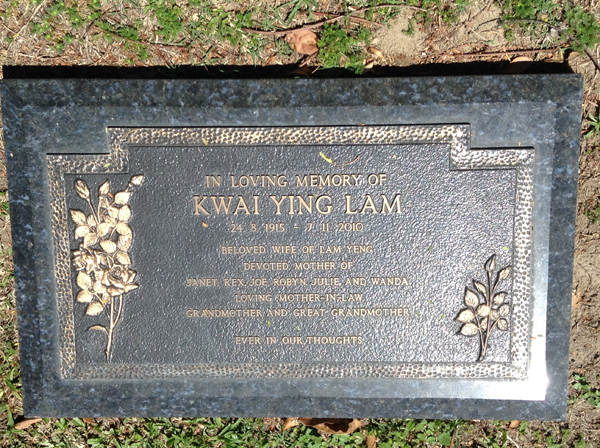 IN LOVING MEMORY OF
KWAI YING LAM
24 · 8 · 1915 - 7 · 11 · 2010
BELOVED WIFE OF LAM YENG
DEVOTED MOTHER OF
JANET, REX, JOE, ROBYN, JULIE, AND WANDA
LOVING MOTHER-IN-LAW,
GRANDMOTHER AND GREAT-GRANDMOTHER
EVER IN OUR THOUGHTS